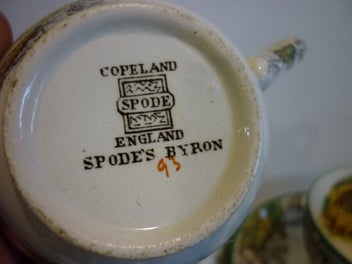 COPELAND
SPODE
ENGLAND
SPODE'S BYRON
93